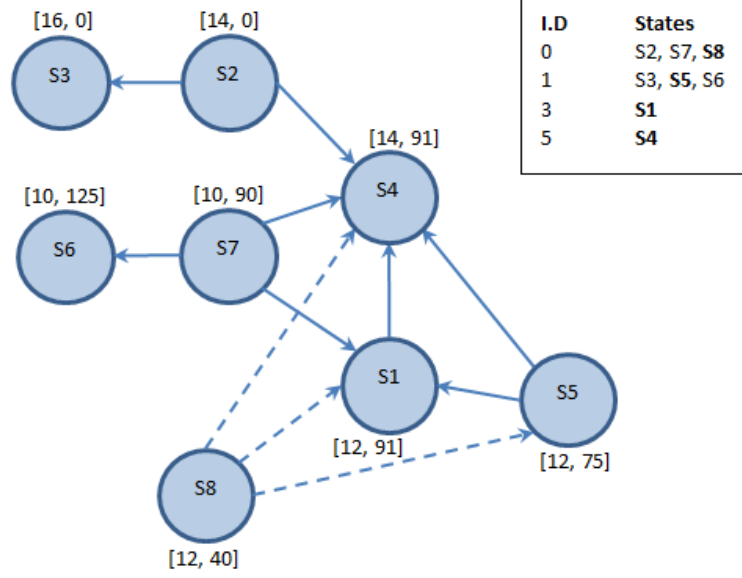 [16, 0]
[14, 0]
S3
S2
I.D States
0 S2, S7, S8
1 S3, S5, S6
3 S1
5 S4
[14, 91]
S4
[10, 125]
[10, 90]
S6
S7
S1
[12, 91]
S5
[12, 75]
S8
[12, 40]